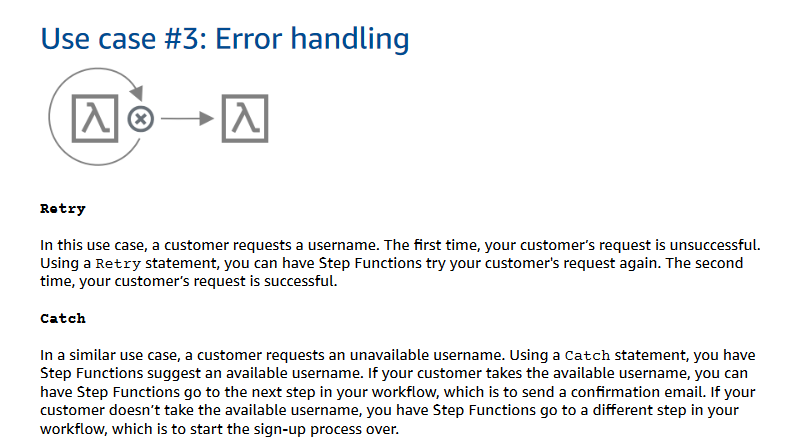 Use case #3: Error handling
λ
λ
Retry
In this use case, a customer requests a username. The first time, your customer’s request is unsuccessful.
Using a Retry statement, you can have Step Functions try your customer's request again. The second
time, your customer’s request is successful.
Catch
In a similar use case, a customer requests an unavailable username. Using a Catch statement, you have
Step Functions suggest an available username. If your customer takes the available username, you can
have Step Functions go to the next step in your workflow, which is to send a confirmation email. If your
customer doesn’t take the available username, you have Step Functions go to a different step in your
workflow, which is to start the sign-up process over.